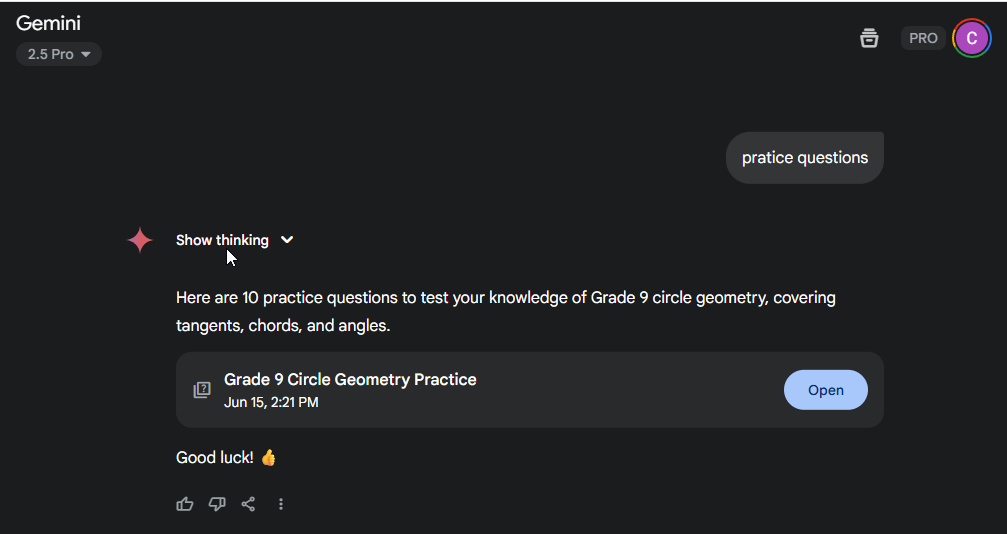 Gemini
2.5 Pro
PRO
C
pratice questions
Show thinking
Here are 10 practice questions to test your knowledge of Grade 9 circle geometry, covering
tangents, chords, and angles.
Grade 9 Circle Geometry Practice
Jun 15, 2:21 PM
Open
Good luck! 👍